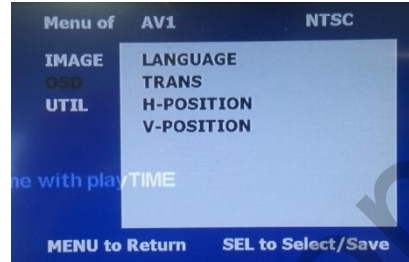 Menu of AV1 NTSC
IMAGE LANGUAGE
OSD TRANS
UTIL H-POSITION
V-POSITION
me with playTIME
MENU to Return SEL to Select/Save